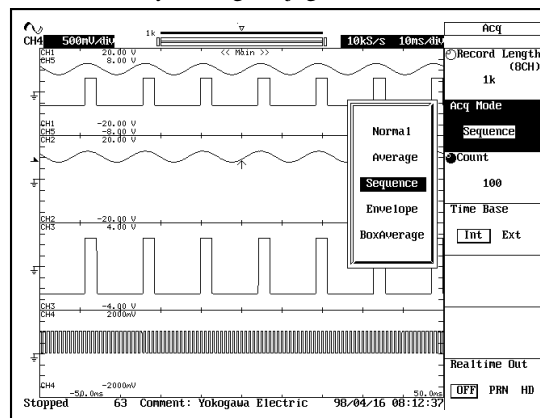 Acq
1k
CH4 500mV/div 10kS/s 10ms/div
CH1 20.00 V << Main >>
CH5 8.00 V
Record Length
(8CH)
1k
Acq Mode
Sequence
Normal
Average
Sequence
Envelope
BoxAverage
CH1 -20.00 V
CH5 -8.00 V
CH2 20.00 V
Count
100
Time Base
Int Ext
CH2 -20.00 V
CH3 4.00 V
CH3 -4.00 V
CH4 2000mV
Realtime Out
OFF PRN HD
CH4 -2000mV
-50.0ms 50.0ms
Stopped 63 Comment: Yokogawa Electric 98/04/16 08:12:37